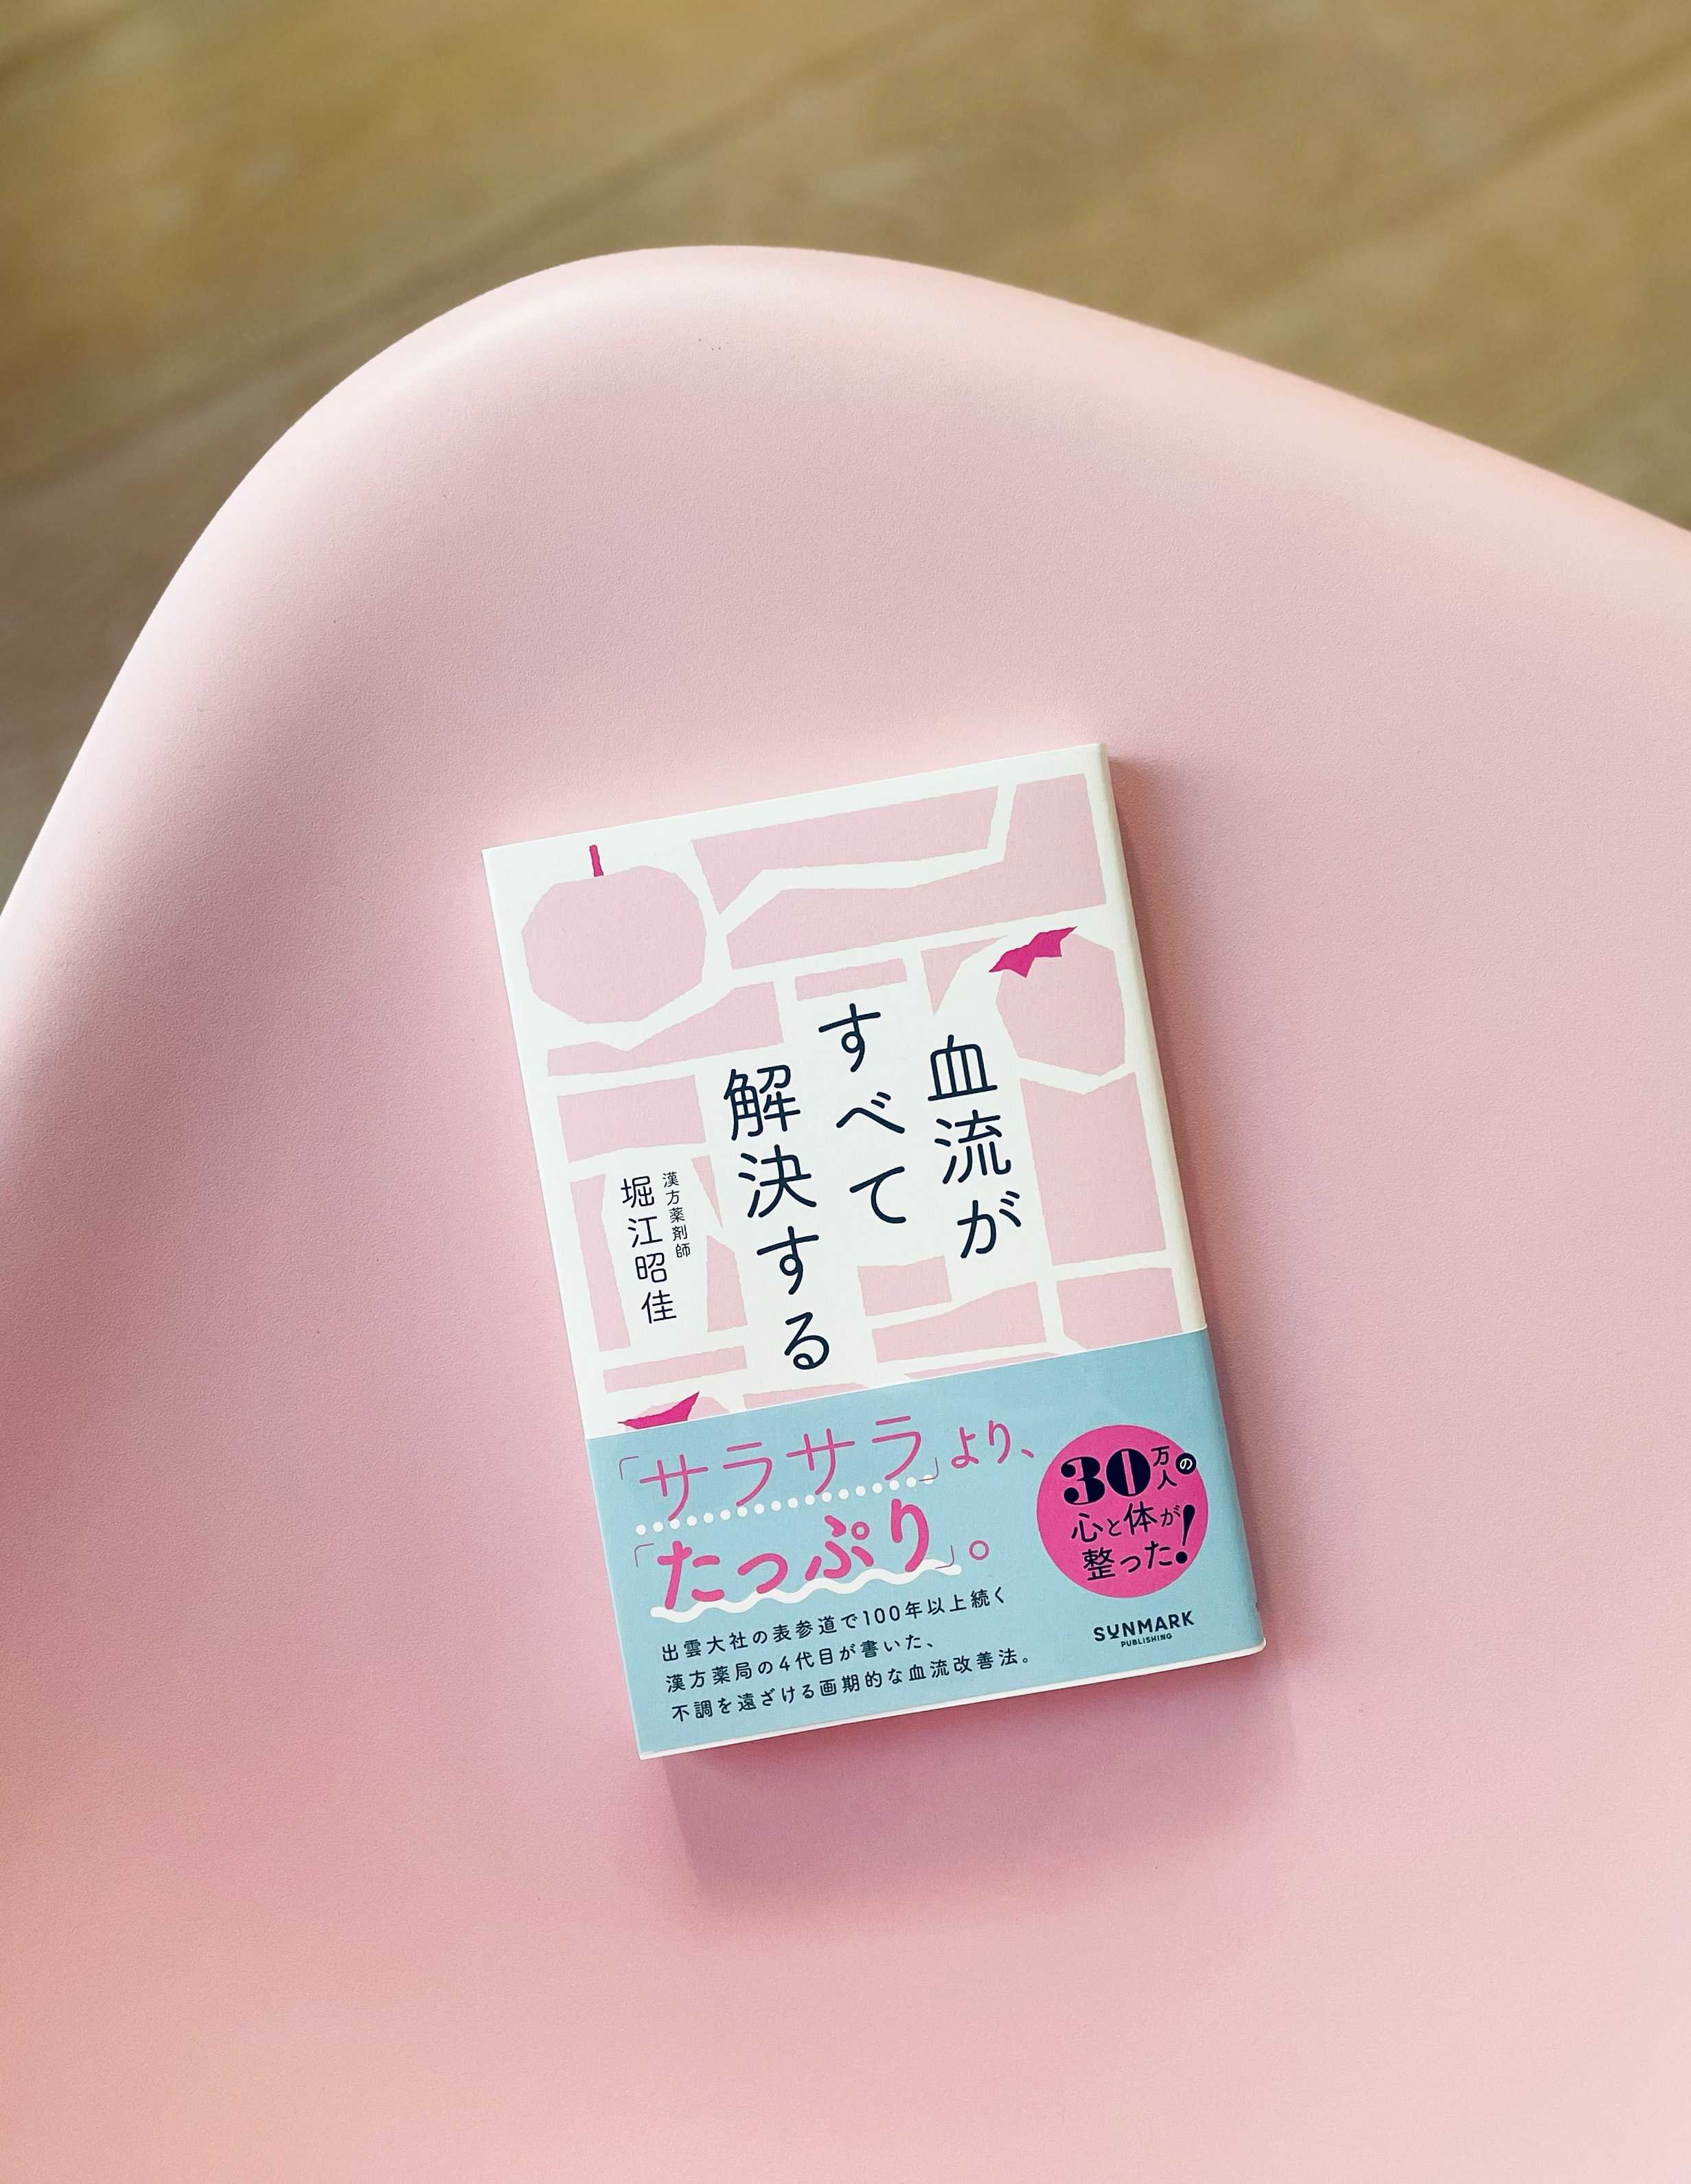 血流が
すべて
解決する
漢方薬剤師
堀江昭佳
「サラサラ」より、
「たっぷり」。
30万人の
心と体が
整った!
出雲大社の表参道で100年以上続く
漢方薬局の4代目が書いた、
不調を遠ざける画期的な血流改善法。
SUNMARK
PUBLISHING